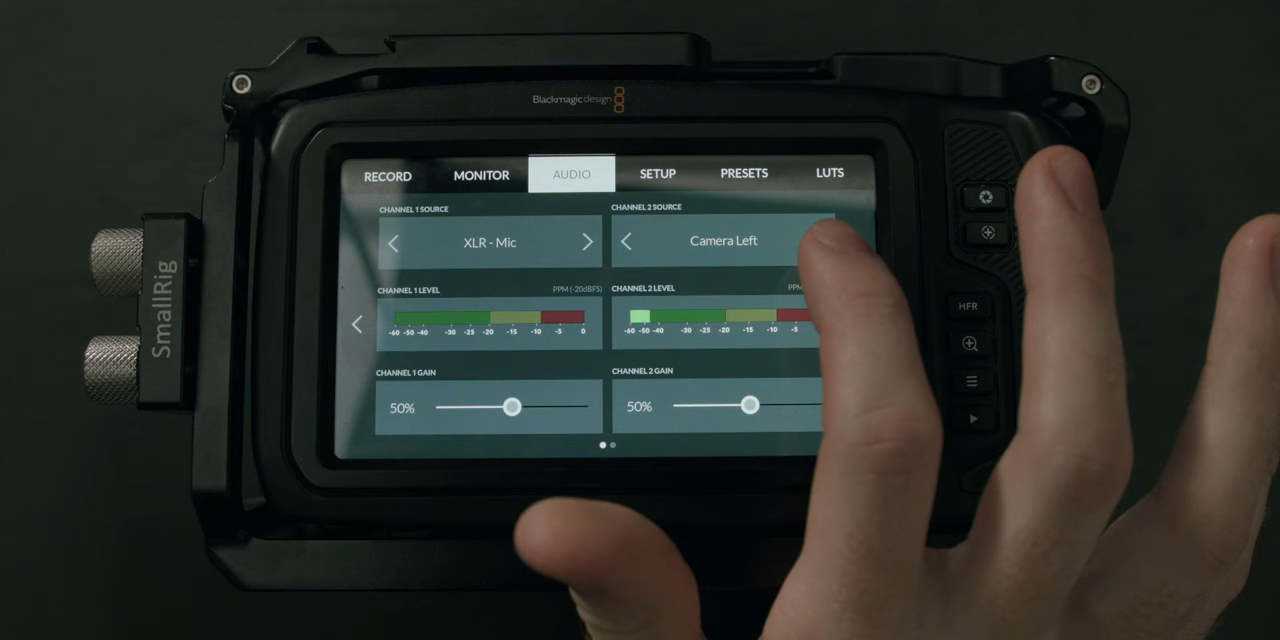 Blackmagicdesign
RECORD MONITOR AUDIO SETUP PRESETS LUTS
CHANNEL 1 SOURCE CHANNEL 2 SOURCE
XLR - Mic Camera Left
CHANNEL 1 LEVEL PPM (-20dBFS) CHANNEL 2 LEVEL PPM
-60 -50 -40 -30 -25 -20 -15 -10 -5 0 -60 -50 -40 -30 -25 -20 -15 -10 -5
CHANNEL 1 GAIN CHANNEL 2 GAIN
50% 50%
HFR
SmallRig